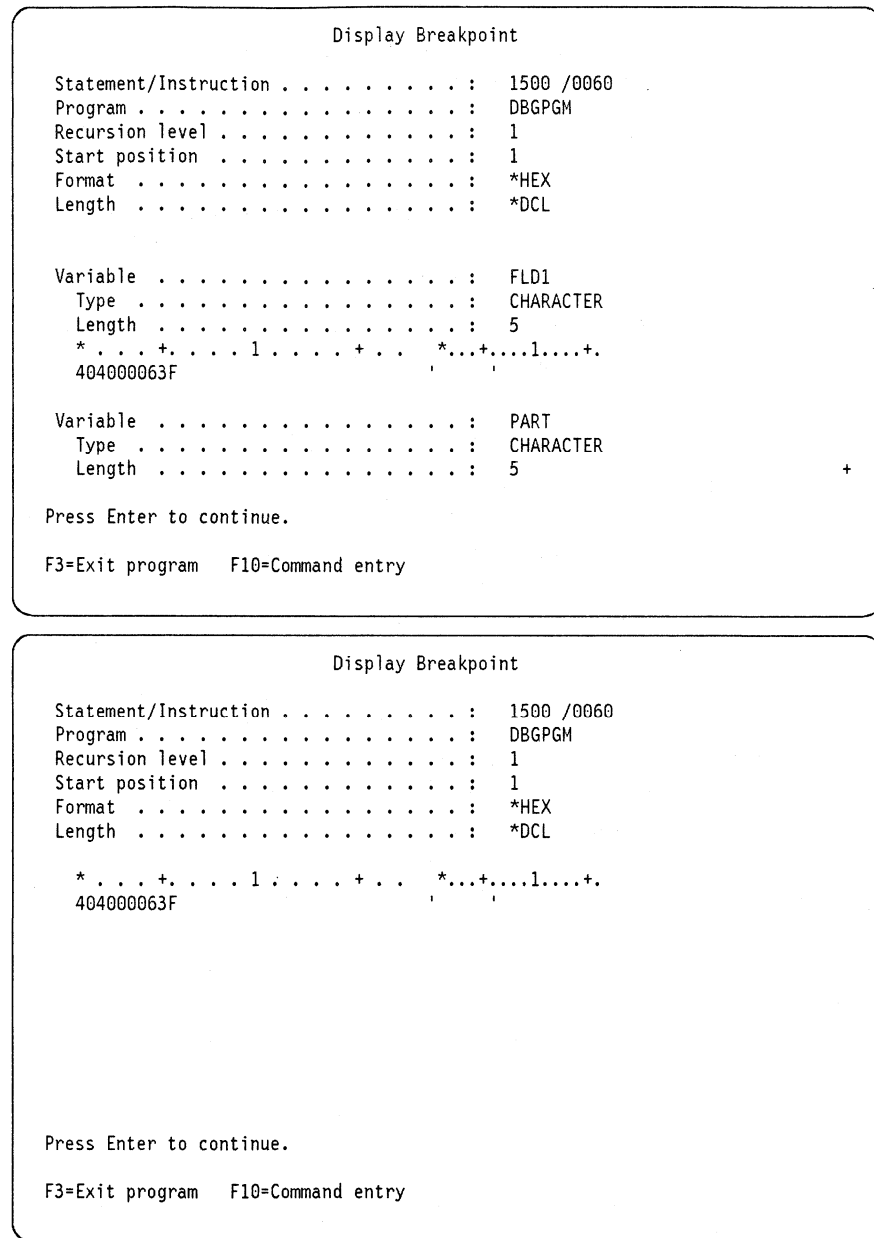 Display Breakpoint
Statement/Instruction . . . . . . . . . :   1500 /0060
Program . . . . . . . . . . . . . . . . :   DBGPGM
Recursion level . . . . . . . . . . . . :   1
Start position  . . . . . . . . . . . . :   1
Format  . . . . . . . . . . . . . . . . :   *HEX
Length  . . . . . . . . . . . . . . . . :   *DCL
Variable  . . . . . . . . . . . . . . . :   FLD1
Type  . . . . . . . . . . . . . . . . :   CHARACTER
Length  . . . . . . . . . . . . . . . :   5
* . . . +. . . . 1 . . . . + . .   *...+....1....+.
404000063F                         '     '
Variable  . . . . . . . . . . . . . . . :   PART
Type  . . . . . . . . . . . . . . . . :   CHARACTER
Length  . . . . . . . . . . . . . . . :   5   +
Press Enter to continue.
F3=Exit program   F10=Command entry
Display Breakpoint
Statement/Instruction . . . . . . . . . :   1500 /0060
Program . . . . . . . . . . . . . . . . :   DBGPGM
Recursion level . . . . . . . . . . . . :   1
Start position  . . . . . . . . . . . . :   1
Format  . . . . . . . . . . . . . . . . :   *HEX
Length  . . . . . . . . . . . . . . . . :   *DCL
* . . . +. . . . 1 . . . . + . .   *...+....1....+.
404000063F                         '     '
Press Enter to continue.
F3=Exit program   F10=Command entry